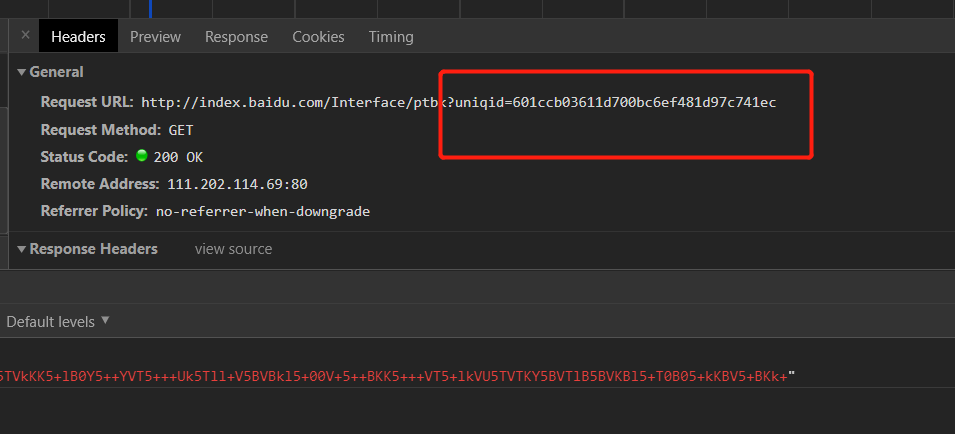 × Headers Preview Response Cookies Timing
▼ General
Request URL: http://index.baidu.com/Interface/ptbk?uniqid=601ccb03611d700bc6ef481d97c741ec
Request Method: GET
Status Code: 200 OK
Remote Address: 111.202.114.69:80
Referrer Policy: no-referrer-when-downgrade
▼ Response Headers view source
Default levels ▼
5TVkKK5+lB0Y5++YVT5+++Uk5Tll+V5BVBkl5+00V+5++BKK5+++VT5+lkVU5TVTKY5BVTlB5BVKBl5+T0B05+kKBV5+BKk+"